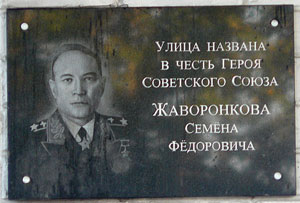 Улица названа
в честь Героя
Советского Союза
Жаворонкова
Семёна
Фёдоровича